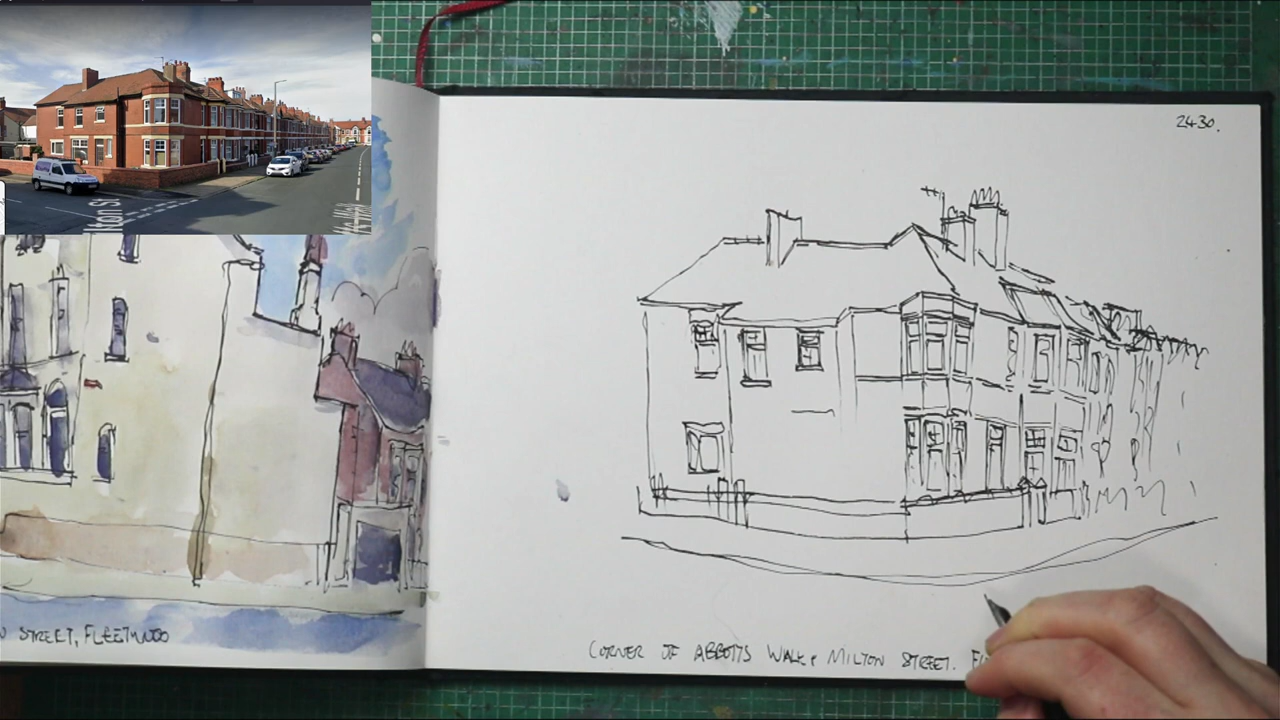 2430.
STREET, FLEETWOOD
CORNER OF ABBOTTS WALK & MILTON STREET.